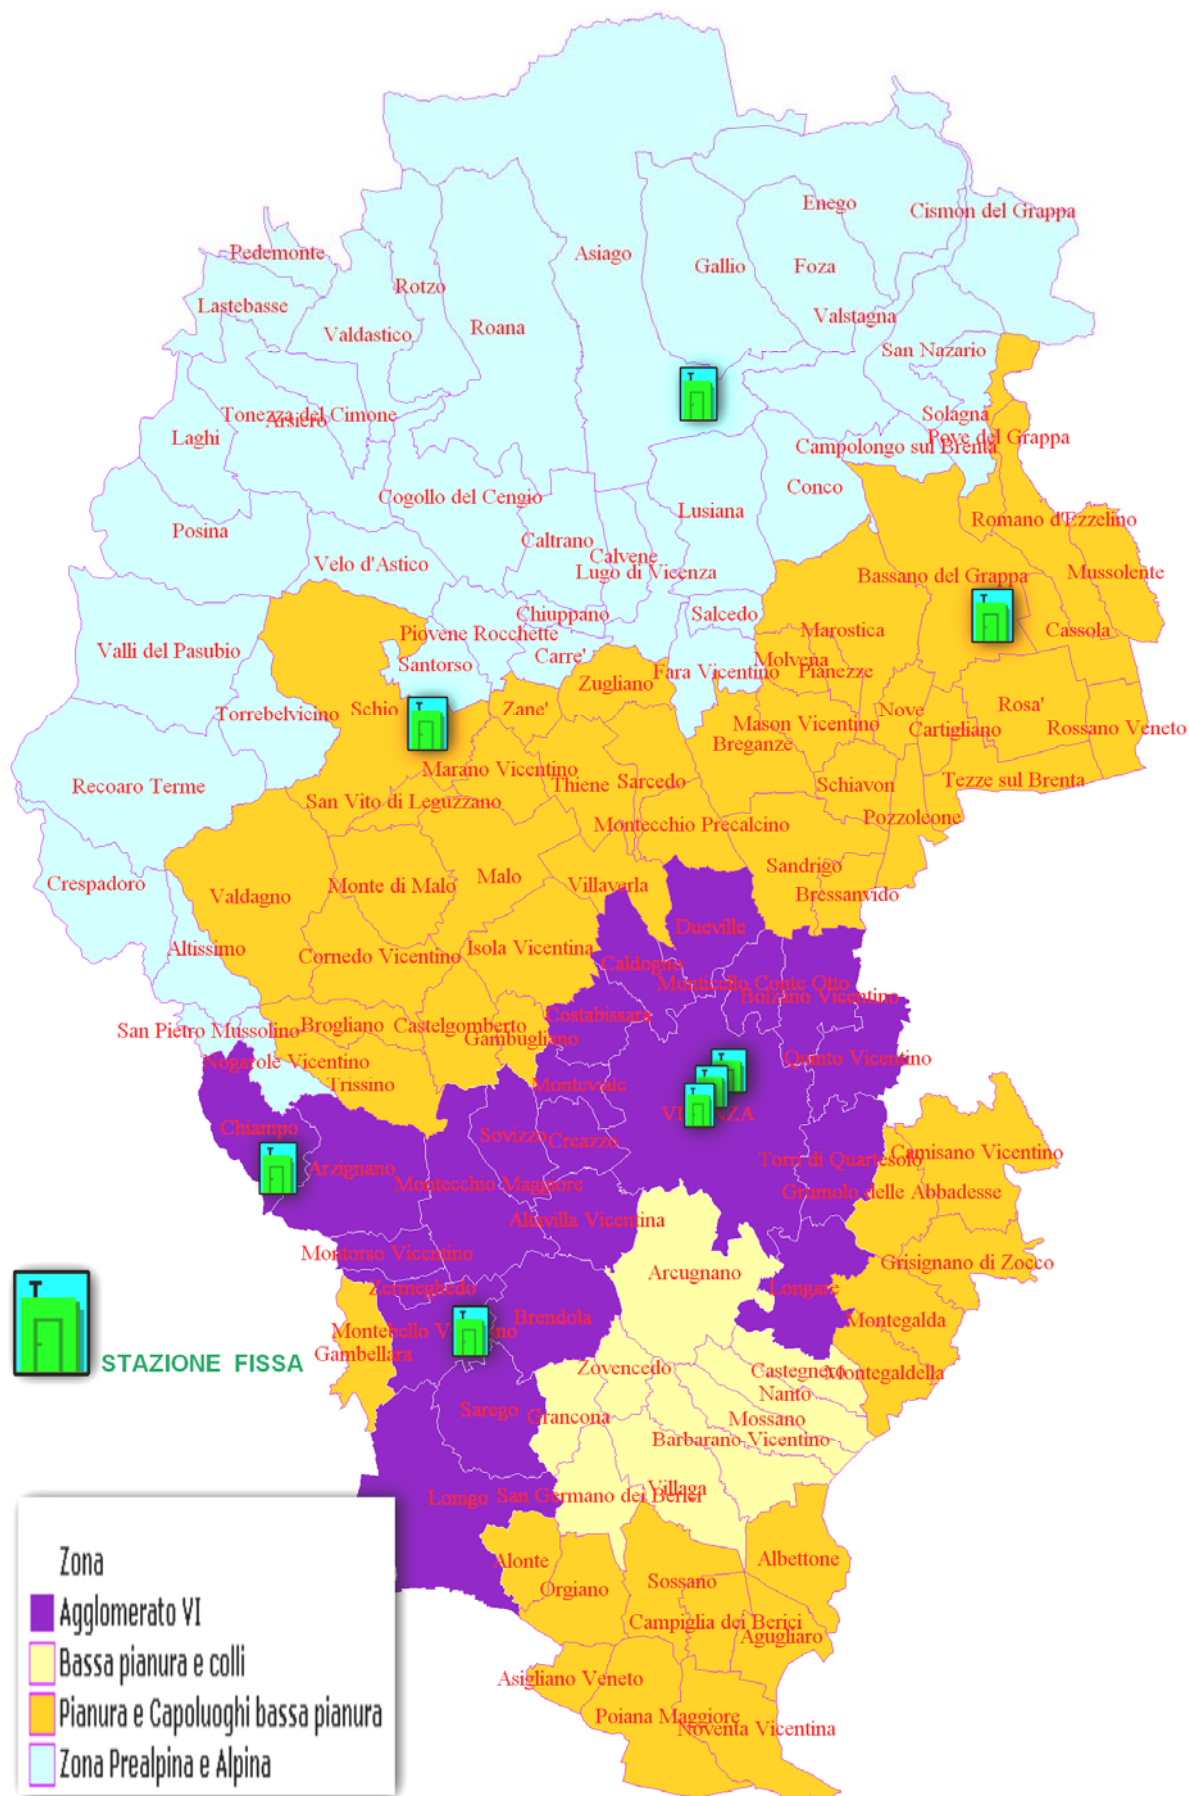 Enego
Cismon del Grappa
Pedemonte
Asiago
Gallio
Foza
Rotzo
Lastebasse
Valstagna
Roana
Valdastico
San Nazario
Tonezza del Cimone
Arsiero
Solagna
Laghi
Pove del Grappa
Campolongo sul Brenta
Conco
Cogollo del Cengio
Lusiana
Romano d'Ezzelino
Posina
Caltrano
Calvene
Velo d'Astico
Lugo di Vicenza
Bassano del Grappa
Mussolente
T
Chiuppano
Salcedo
Piovene Rocchette
Marostica
Cassola
Valli del Pasubio
Carre'
Santorso
Molvena
Fara Vicentino
Pianezze
Zugliano
Torrebelvicino
Schio
T
Zane'
Nove
Rosa'
Mason Vicentino
Cartigliano
Rossano Veneto
Breganze
Marano Vicentino
Recoaro Terme
Thiene
Sarcedo
Schiavon
Tezze sul Brenta
San Vito di Leguzzano
Pozzoleone
Montecchio Precalcino
Sandrigo
Crespadoro
Malo
Valdagno
Monte di Malo
Villaverla
Bressanvido
Dueville
Altissimo
Cornedo Vicentino
Isola Vicentina
Caldogno
Monticello Conte Otto
Bolzano Vicentino
Costabissara
San Pietro Mussolino
Brogliano
Castelgomberto
Gambugliano
Nogarole Vicentino
Quinto Vicentino
Trissino
Monteviale
T
T
T
VICENZA
Chiampo
Sovizzo
Creazzo
Camisano Vicentino
T
Arzignano
Torri di Quartesolo
Montecchio Maggiore
Grumolo delle Abbadesse
Altavilla Vicentina
Montorso Vicentino
Grisignano di Zocco
Arcugnano
Zermeghedo
Longare
T
Brendola
Montegalda
Montebello Vicentino
Gambellara
T
STAZIONE FISSA
Zovencedo
Castegnero
Montegaldella
Nanto
Sarego
Grancona
Mossano
Barbarano Vicentino
Villaga
Lonigo
San Germano dei Berici
Alonte
Albettone
Orgiano
Sossano
Campiglia dei Berici
Agugliaro
Asigliano Veneto
Poiana Maggiore
Noventa Vicentina
Zona
Agglomerato VI
Bassa pianura e colli
Pianura e Capoluoghi bassa pianura
Zona Prealpina e Alpina